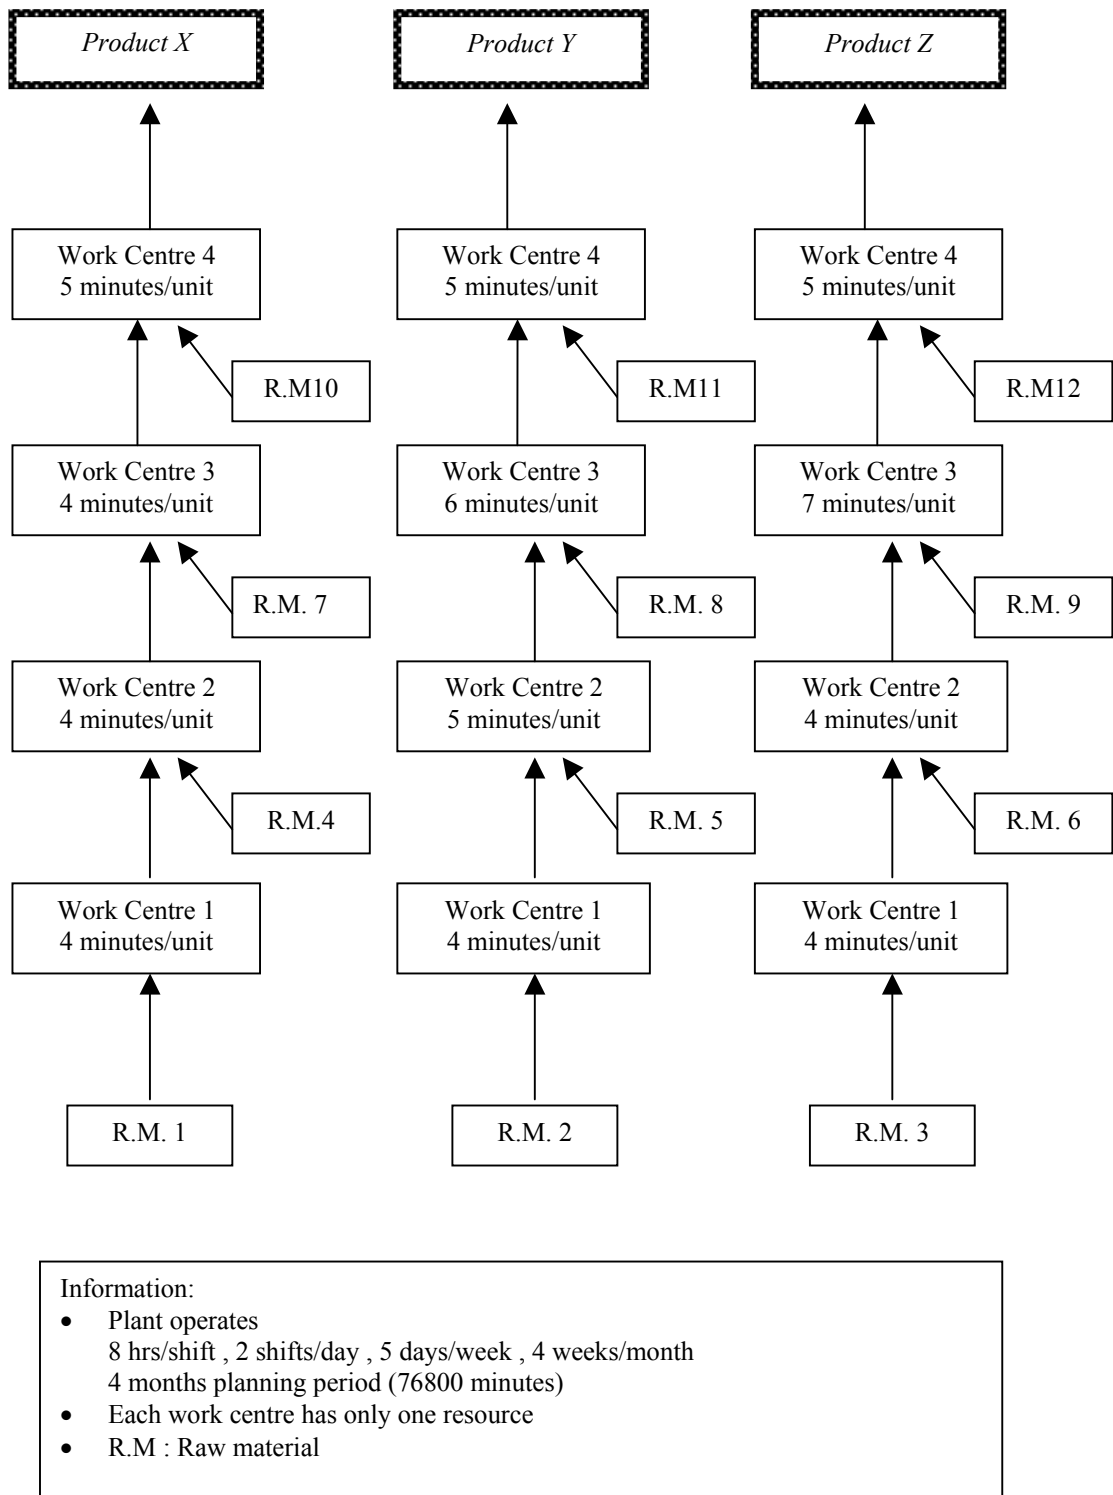 Product X
Product Y
Product Z
Work Centre 4
5 minutes/unit
Work Centre 4
5 minutes/unit
Work Centre 4
5 minutes/unit
R.M10
R.M11
R.M12
Work Centre 3
4 minutes/unit
Work Centre 3
6 minutes/unit
Work Centre 3
7 minutes/unit
R.M. 7
R.M. 8
R.M. 9
Work Centre 2
4 minutes/unit
Work Centre 2
5 minutes/unit
Work Centre 2
4 minutes/unit
R.M.4
R.M. 5
R.M. 6
Work Centre 1
4 minutes/unit
Work Centre 1
4 minutes/unit
Work Centre 1
4 minutes/unit
R.M. 1
R.M. 2
R.M. 3
Information:
• Plant operates
8 hrs/shift , 2 shifts/day , 5 days/week , 4 weeks/month
4 months planning period (76800 minutes)
• Each work centre has only one resource
• R.M : Raw material